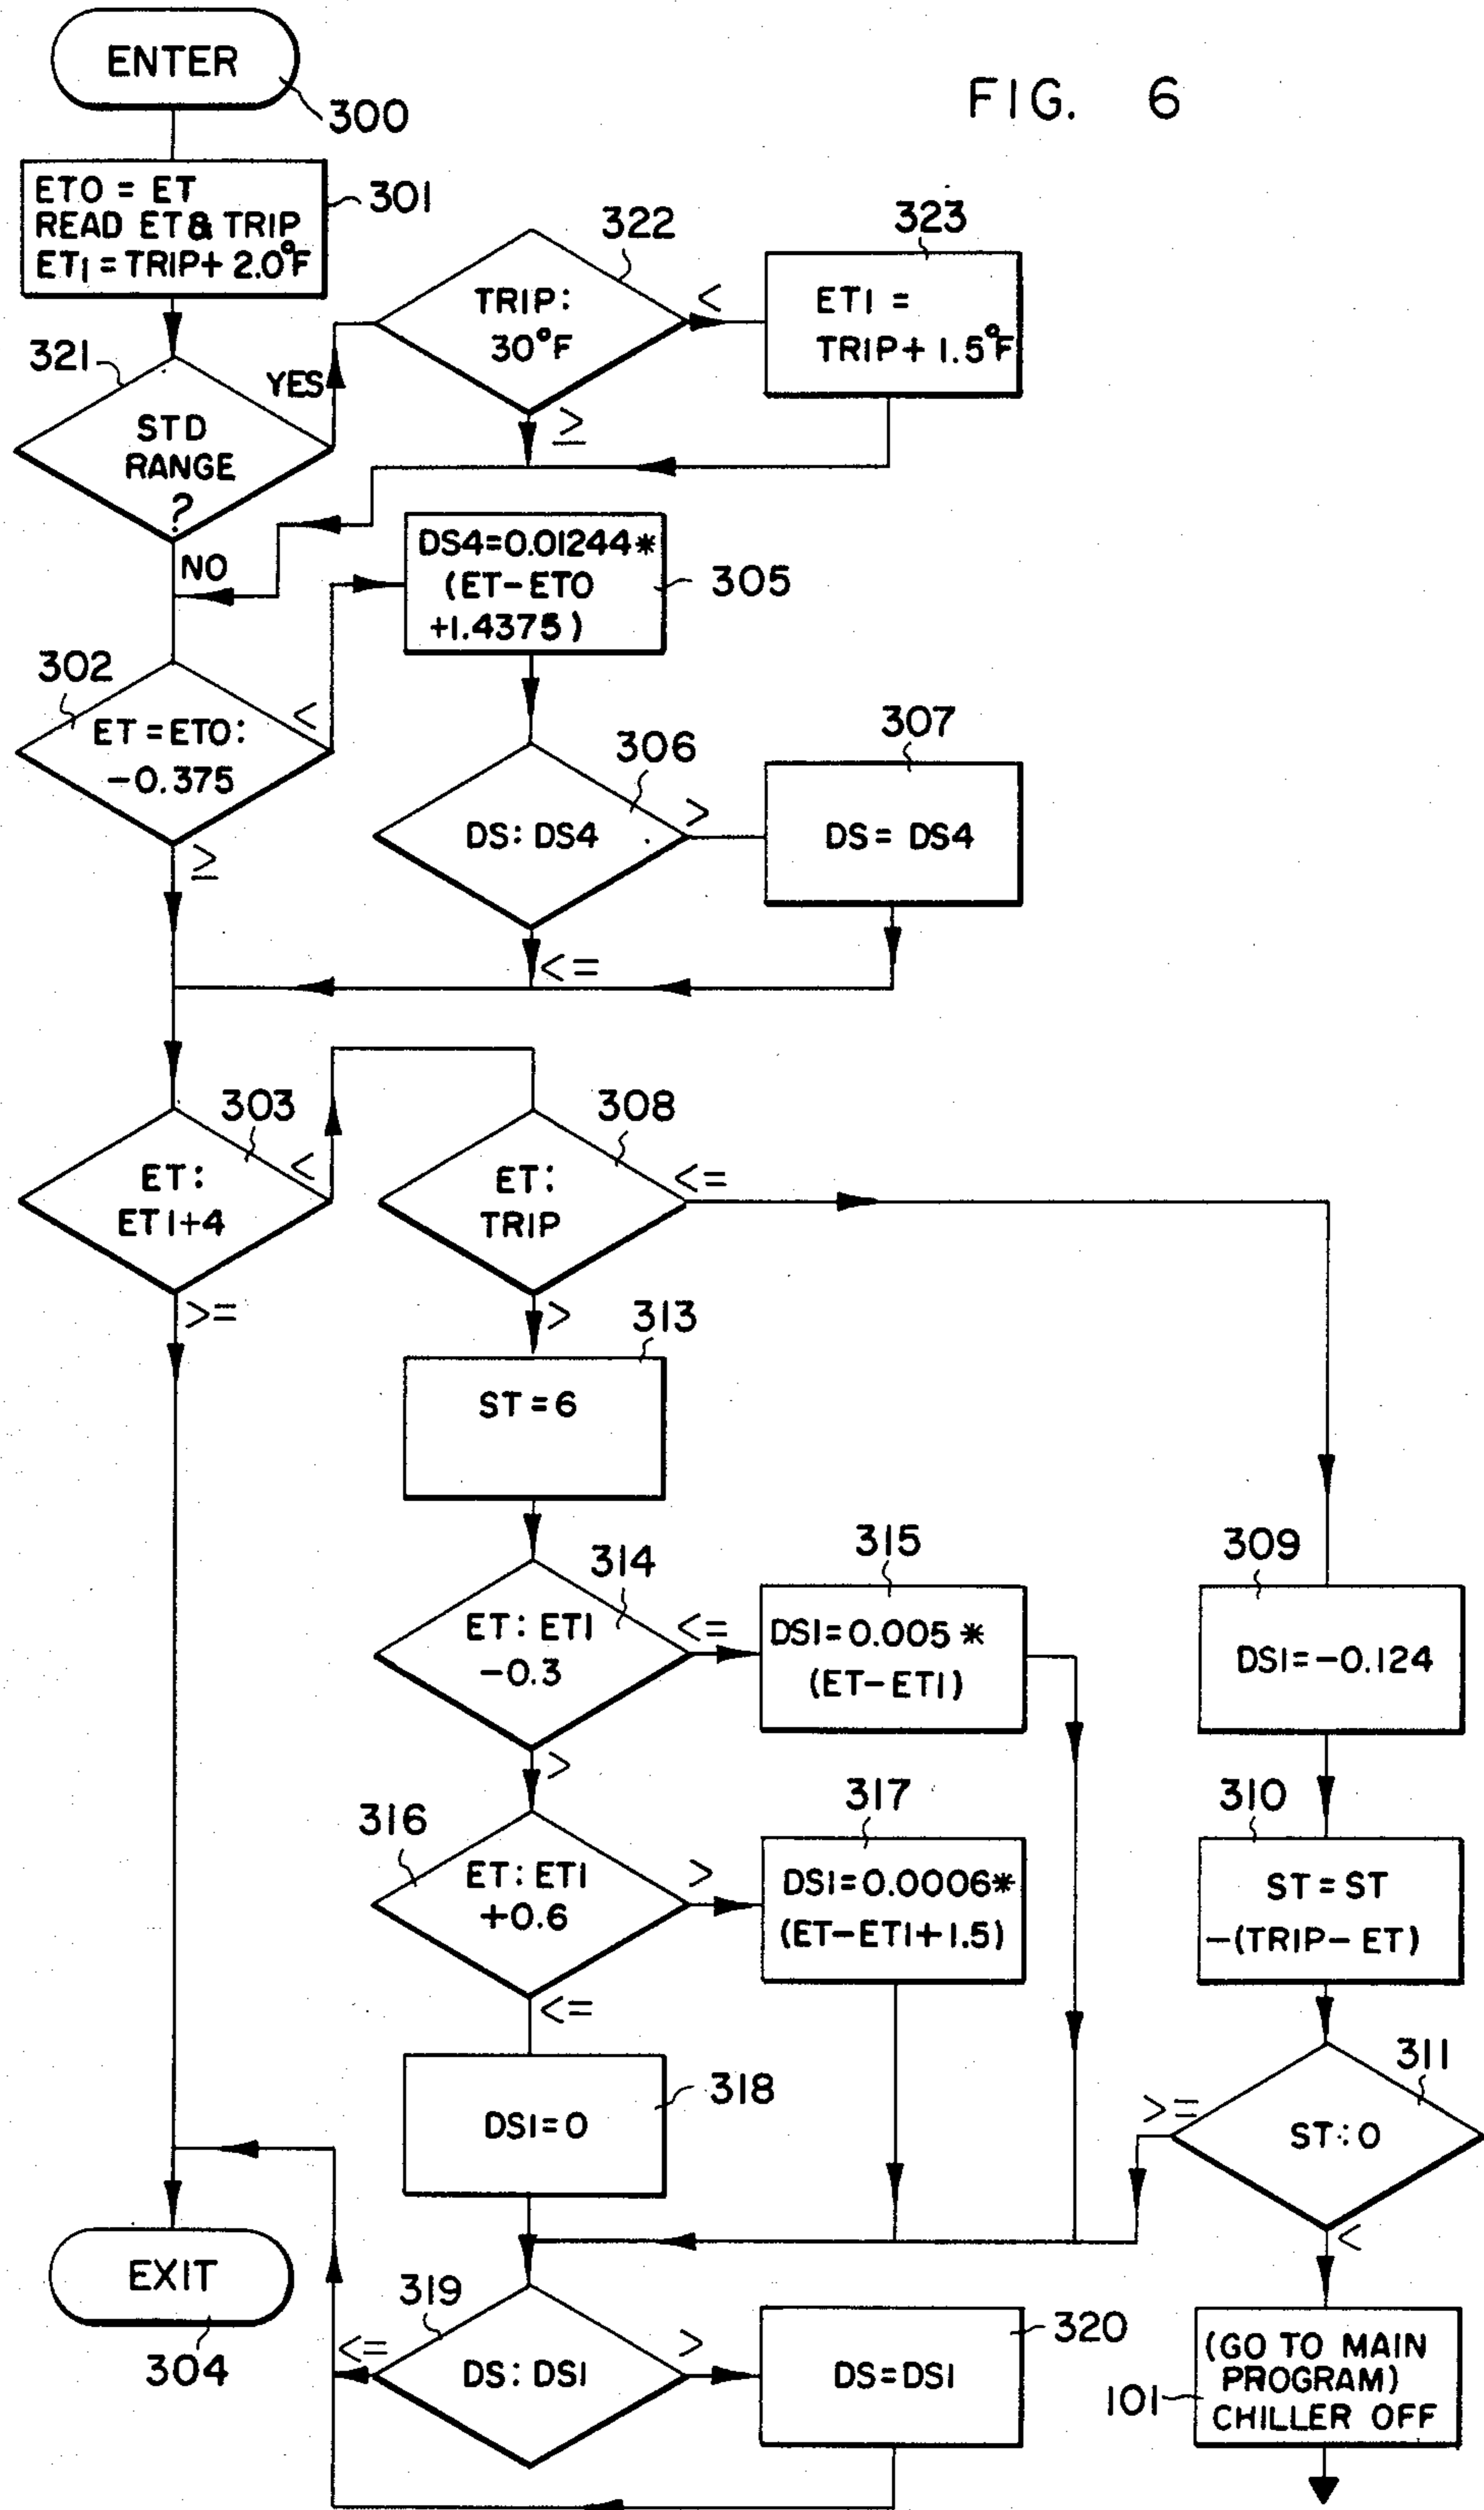 FIG. 6
ENTER
300
ETO = ET
READ ET & TRIP
ET1 = TRIP + 2.0°F
301
322
323
TRIP:
30°F
<
≥
ET1 =
TRIP + 1.5°F
321
YES
STD
RANGE
?
NO
DS4=0.01244*
(ET-ETO
+1.4375)
305
302
<
ET = ETO:
-0.375
≥
306
307
DS: DS4
>
<=
DS = DS4
303
<
ET:
ET1+4
>=
308
<=
ET:
TRIP
>
313
ST = 6
314
315
309
ET: ET1
-0.3
<=
>
DS1=0.005*
(ET-ET1)
DS1=-0.124
316
317
310
ET: ET1
+0.6
>
<=
DS1=0.0006*
(ET-ET1+1.5)
ST = ST
-(TRIP-ET)
311
>=
ST: 0
<
DS1=0
318
EXIT
304
319
<=
>
DS: DS1
320
DS=DS1
101
(GO TO MAIN
PROGRAM)
CHILLER OFF